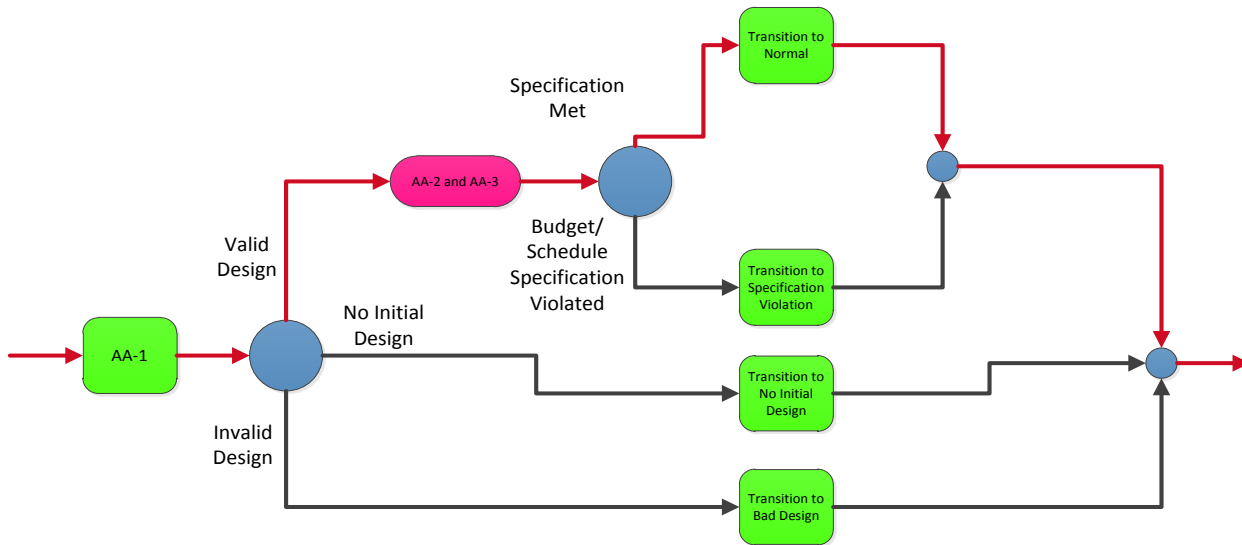 Transition to
Normal
Specification
Met
AA-2 and AA-3
Budget/
Schedule
Specification
Violated
Valid
Design
Transition to
Specification
Violation
No Initial
Design
AA-1
Transition to
No Initial
Design
Invalid
Design
Transition to
Bad Design